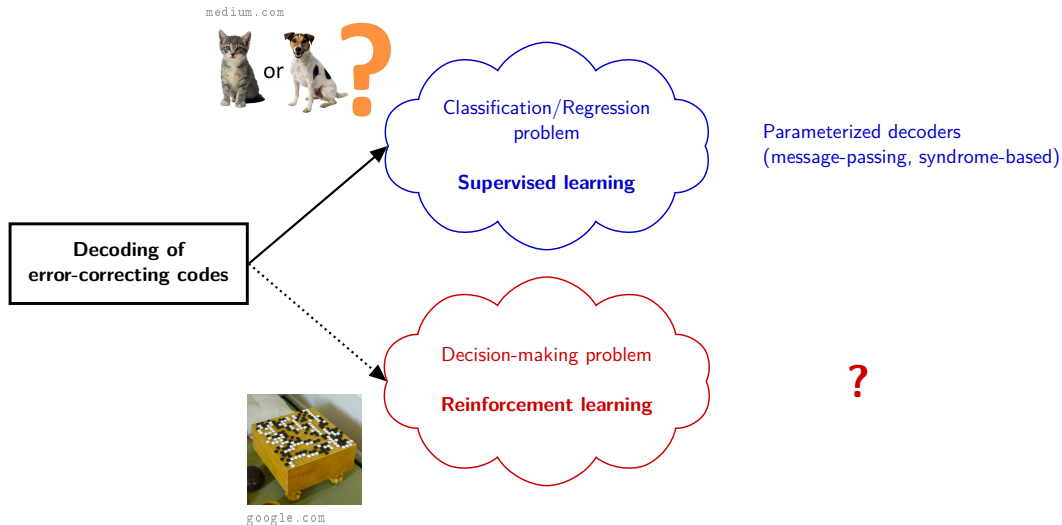 medium.com
or
?
Classification/Regression
problem
Supervised learning
Parameterized decoders
(message-passing, syndrome-based)
Decoding of
error-correcting codes
Decision-making problem
Reinforcement learning
?
google.com